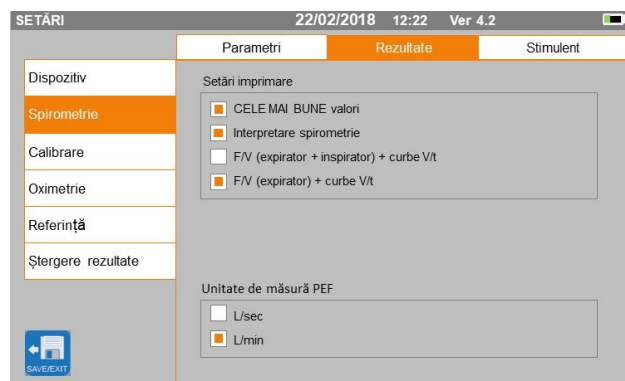 SETĂRI 22/02/2018 12:22 Ver 4.2
Parametri Rezultate Stimulent
Dispozitiv
Spirometrie
Calibrare
Oximetrie
Referință
Ștergere rezultate
SAVE/EXIT
Setări imprimare
CELE MAI BUNE valori
Interpretare spirometrie
F/V (expirator + inspirator) + curbe V/t
F/V (expirator) + curbe V/t
Unitate de măsură PEF
L/sec
L/min